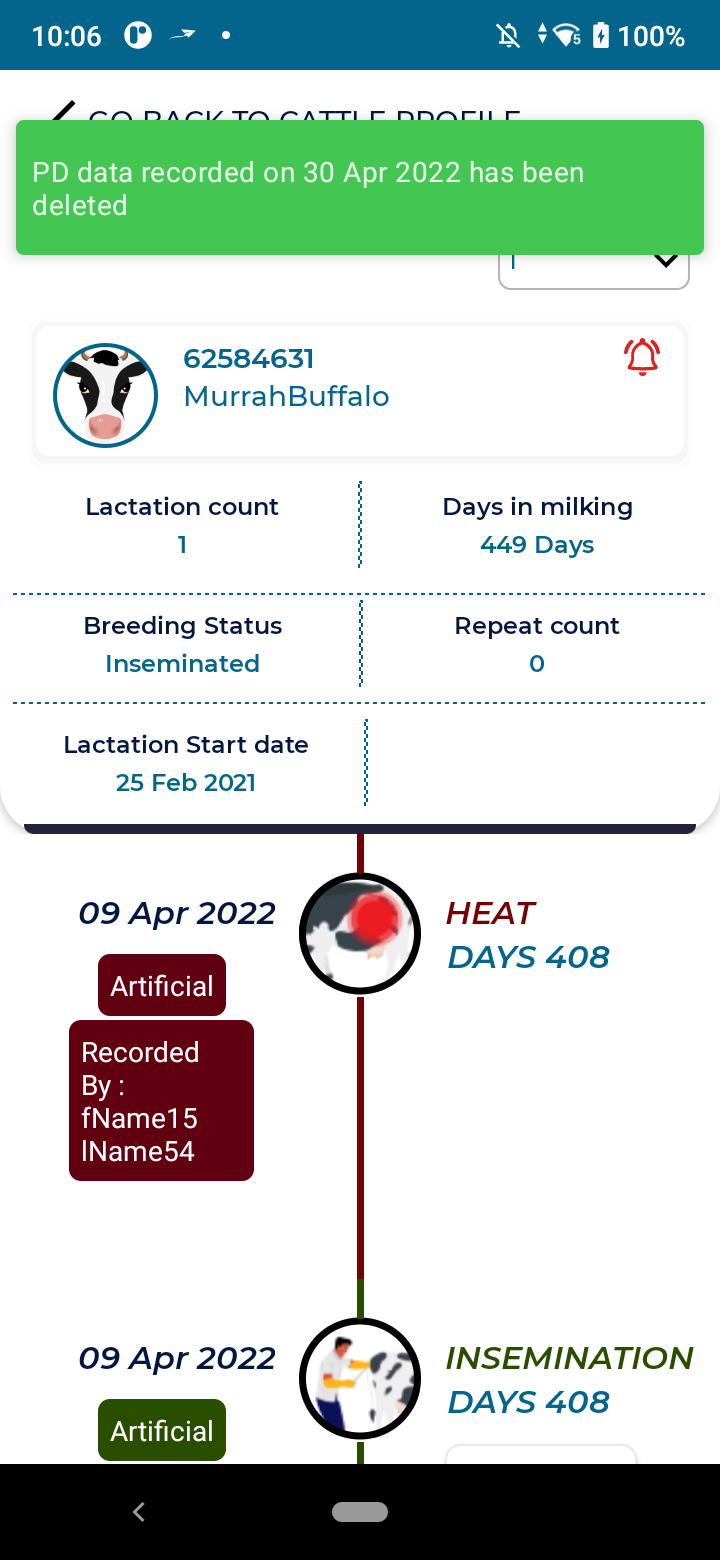 10:06
5
100%
GO BACK TO CATTLE PROFILE
PD data recorded on 30 Apr 2022 has been
deleted
62584631
MurrahBuffalo
Lactation count
Days in milking
1
449 Days
Breeding Status
Repeat count
Inseminated
0
Lactation Start date
25 Feb 2021
09 Apr 2022
HEAT
DAYS 408
Artificial
Recorded
By :
fName15
lName54
09 Apr 2022
INSEMINATION
DAYS 408
Artificial